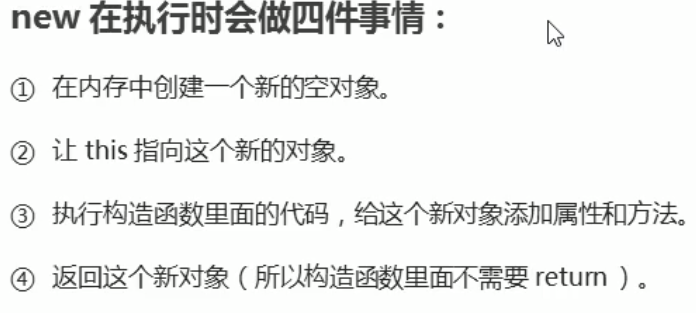 new 在执行时会做四件事情：
① 在内存中创建一个新的空对象。
② 让 this 指向这个新的对象。
③ 执行构造函数里面的代码，给这个新对象添加属性和方法。
④ 返回这个新对象（所以构造函数里面不需要 return ）。